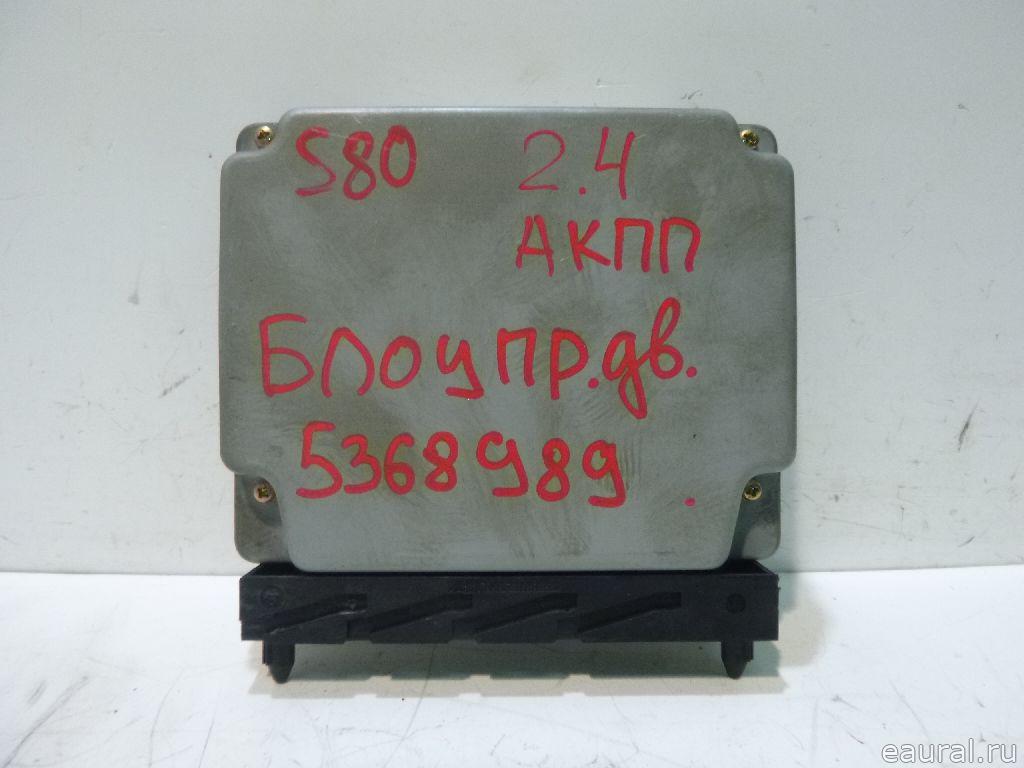 S80 2.4
АКПП
Блоупр.дв.
5368989 .
eaural.ru